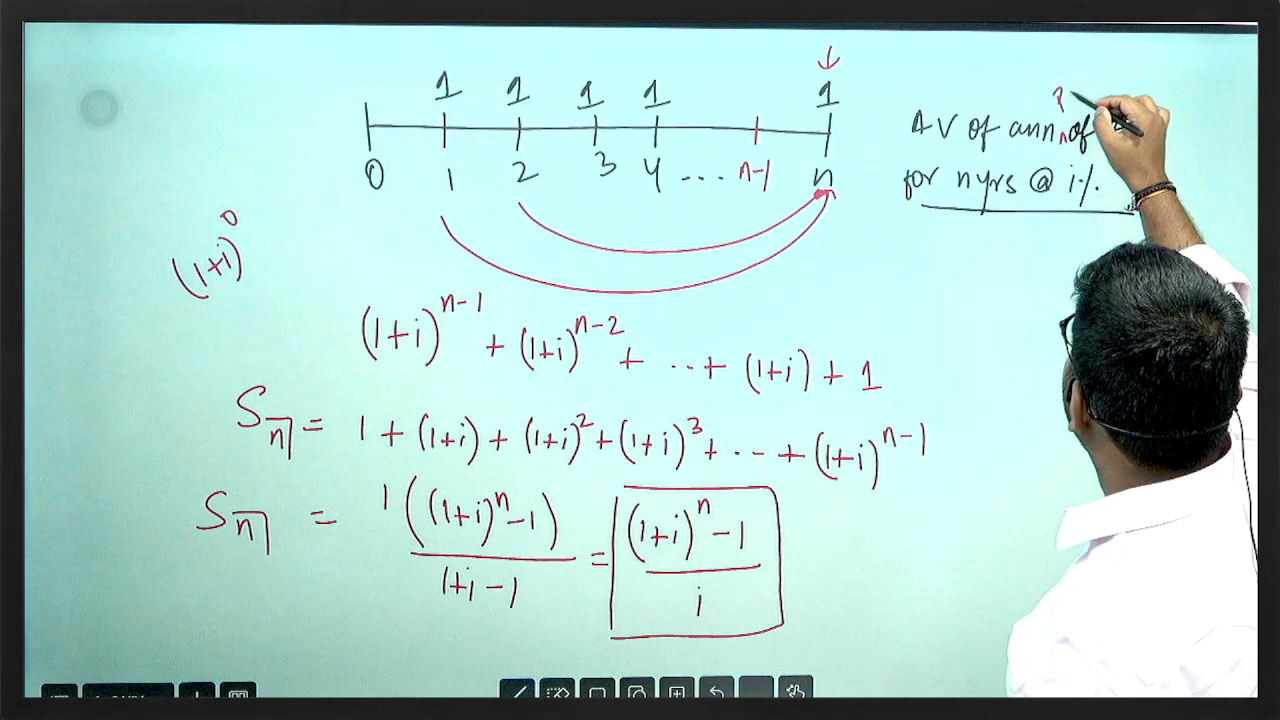 1 1 1 1 1
0 1 2 3 4 ... n-1 n
AV of ann of
for n yrs @ i%.
(1+i)^0
(1+i)^{n-1} + (1+i)^{n-2} + ... + (1+i) + 1
S_n̅| = 1 + (1+i) + (1+i)^2 + (1+i)^3 + ... + (1+i)^{n-1}
S_n̅| = 1((1+i)^n - 1) / 1+i-1 = (1+i)^n - 1 / i